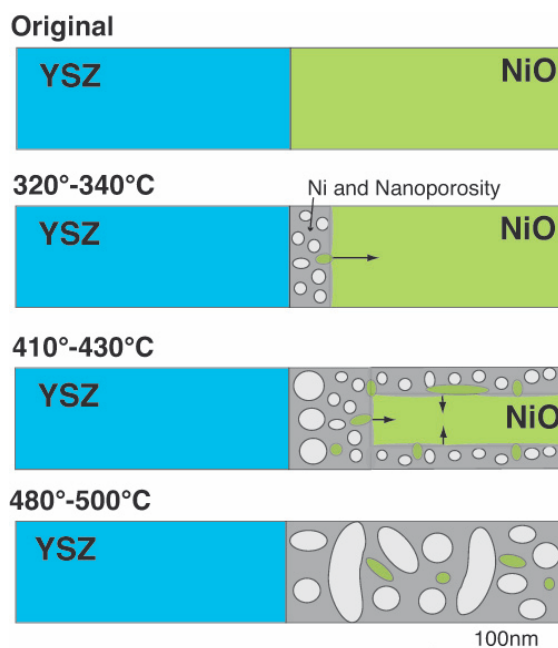 Original
YSZ NiO
320°-340°C
Ni and Nanoporosity
YSZ NiO
410°-430°C
YSZ NiO
480°-500°C
YSZ
100nm